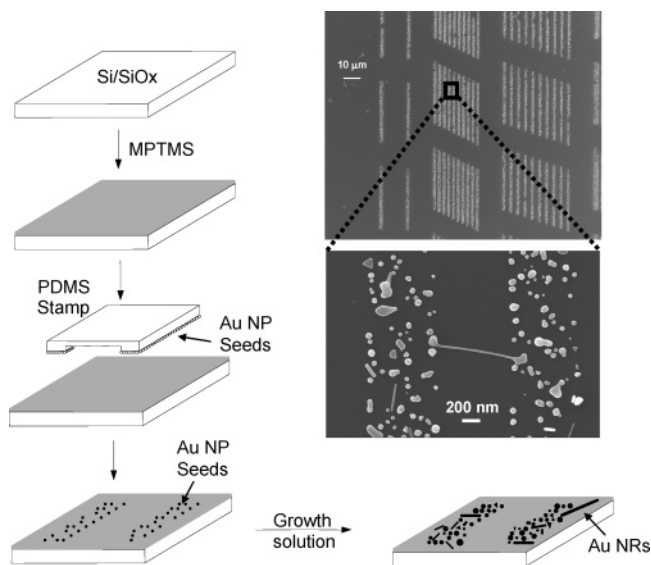 Si/SiOx
MPTMS
PDMS
Stamp
Au NP
Seeds
Au NP
Seeds
Growth
solution
Au NRs
10 μm
200 nm